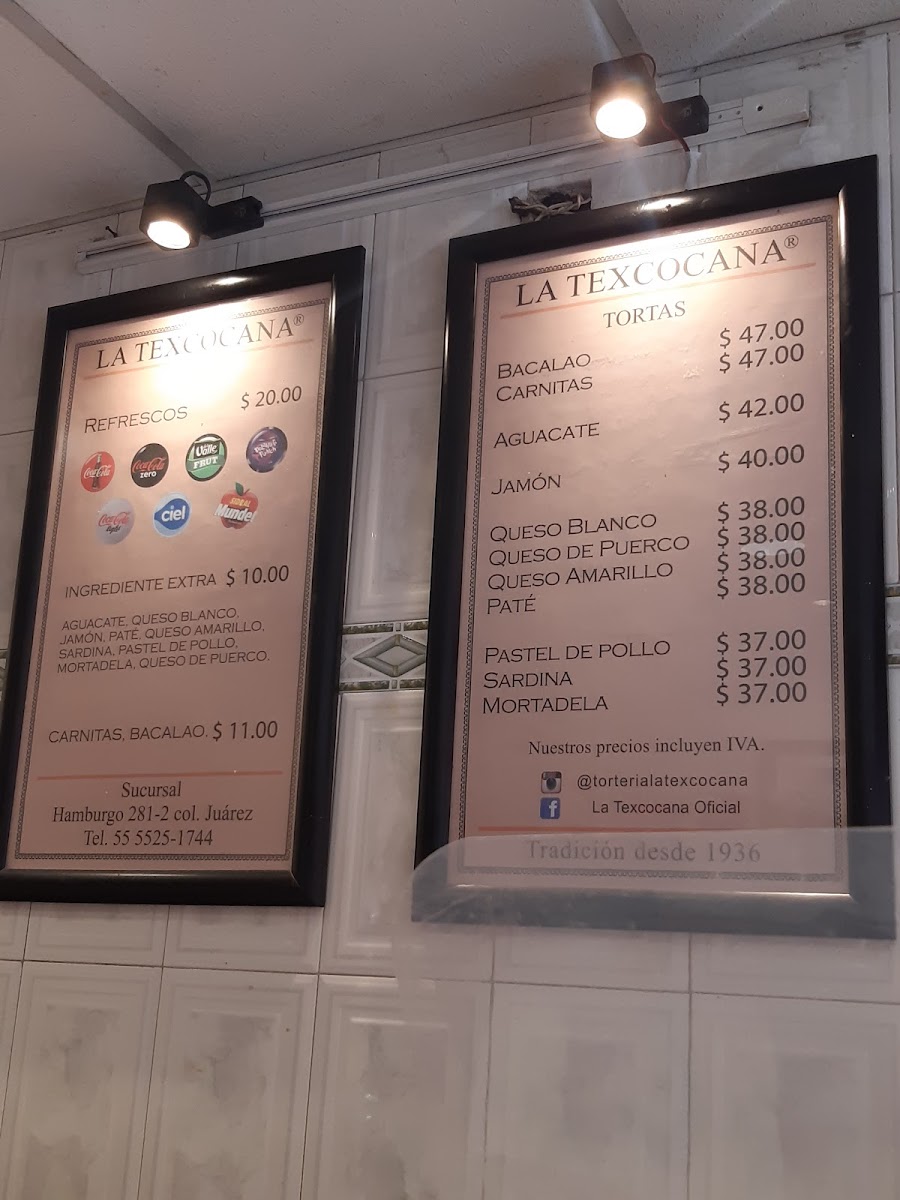 LA TEXCOCANA®
REFRESCOS $ 20.00
Coca-Cola
Coca-Cola zero
Valle FRUT
Coca-Cola light
ciel
SIDRAL Mundet
INGREDIENTE EXTRA $ 10.00
AGUACATE, QUESO BLANCO,
JAMÓN, PATÉ, QUESO AMARILLO,
SARDINA, PASTEL DE POLLO,
MORTADELA, QUESO DE PUERCO.
CARNITAS, BACALAO. $ 11.00
Sucursal
Hamburgo 281-2 col. Juárez
Tel. 55 5525-1744
LA TEXCOCANA®
TORTAS
BACALAO $ 47.00
CARNITAS $ 47.00
AGUACATE $ 42.00
JAMÓN $ 40.00
QUESO BLANCO $ 38.00
QUESO DE PUERCO $ 38.00
QUESO AMARILLO $ 38.00
PATÉ $ 38.00
PASTEL DE POLLO $ 37.00
SARDINA $ 37.00
MORTADELA $ 37.00
Nuestros precios incluyen IVA.
@torterialatexcocana
f La Texcocana Oficial
Tradición desde 1936